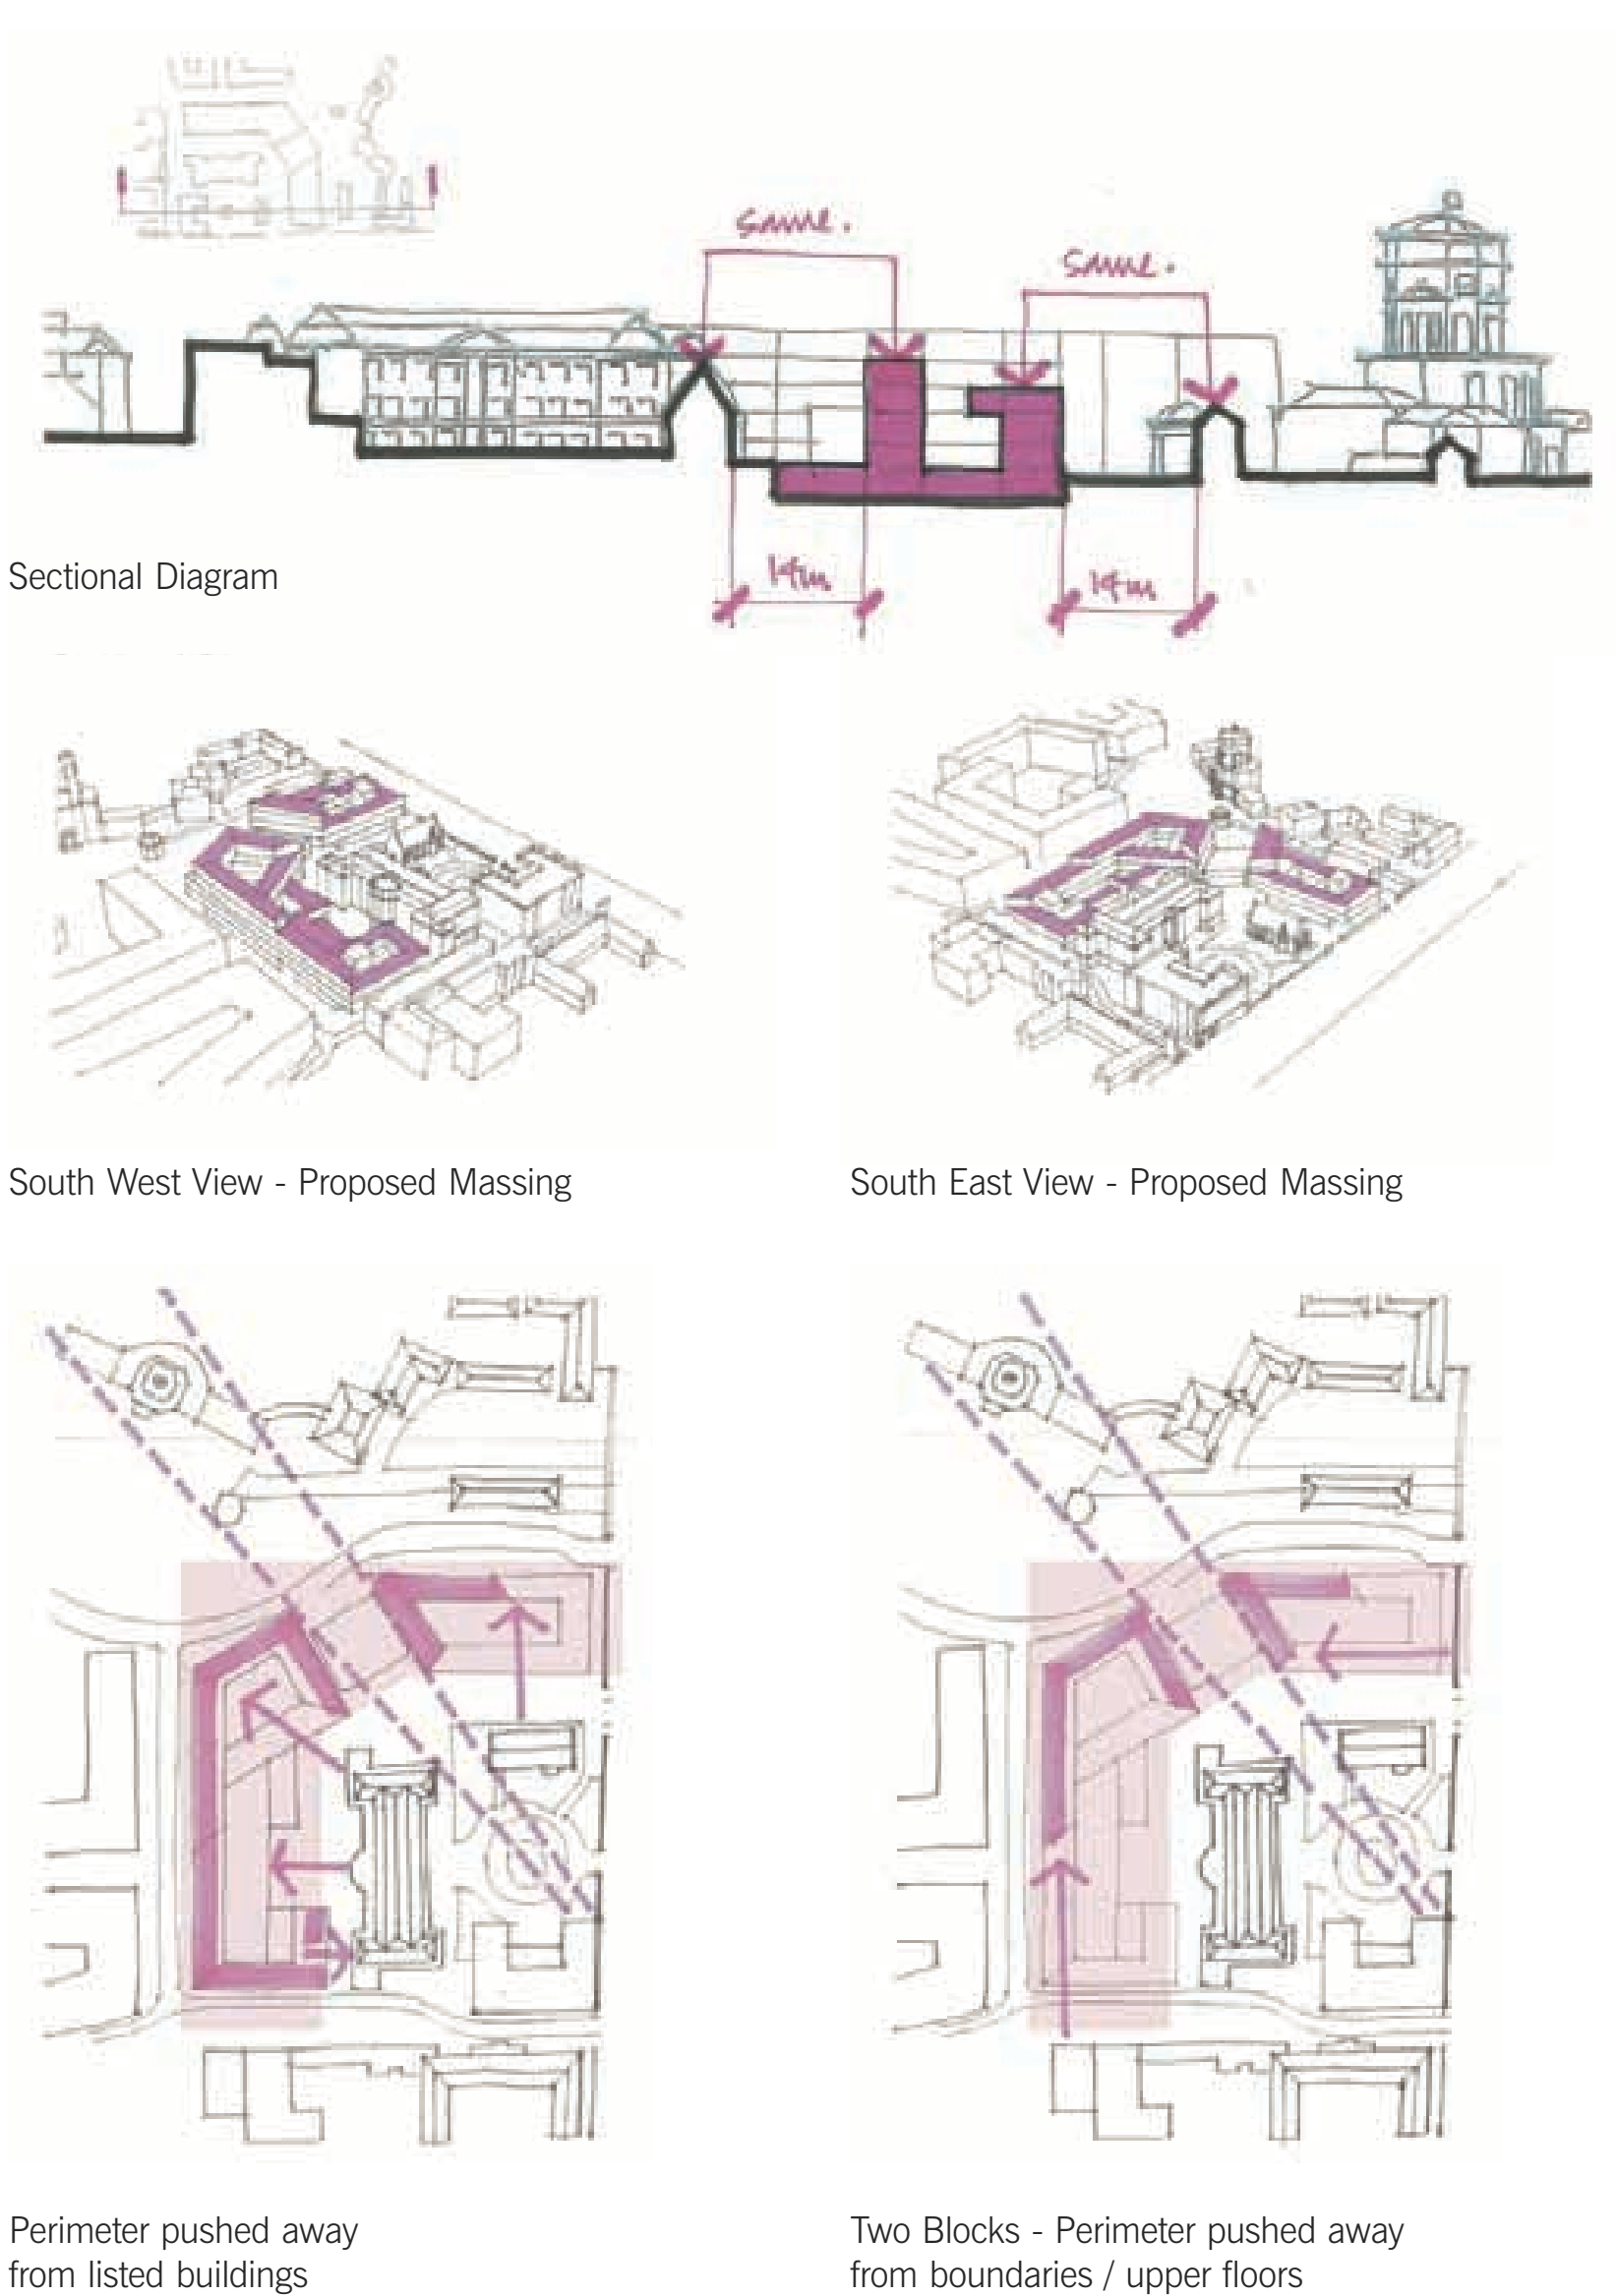 same.
same.
14m
14m
Sectional Diagram
South West View - Proposed Massing
South East View - Proposed Massing
Perimeter pushed away
from listed buildings
Two Blocks - Perimeter pushed away
from boundaries / upper floors